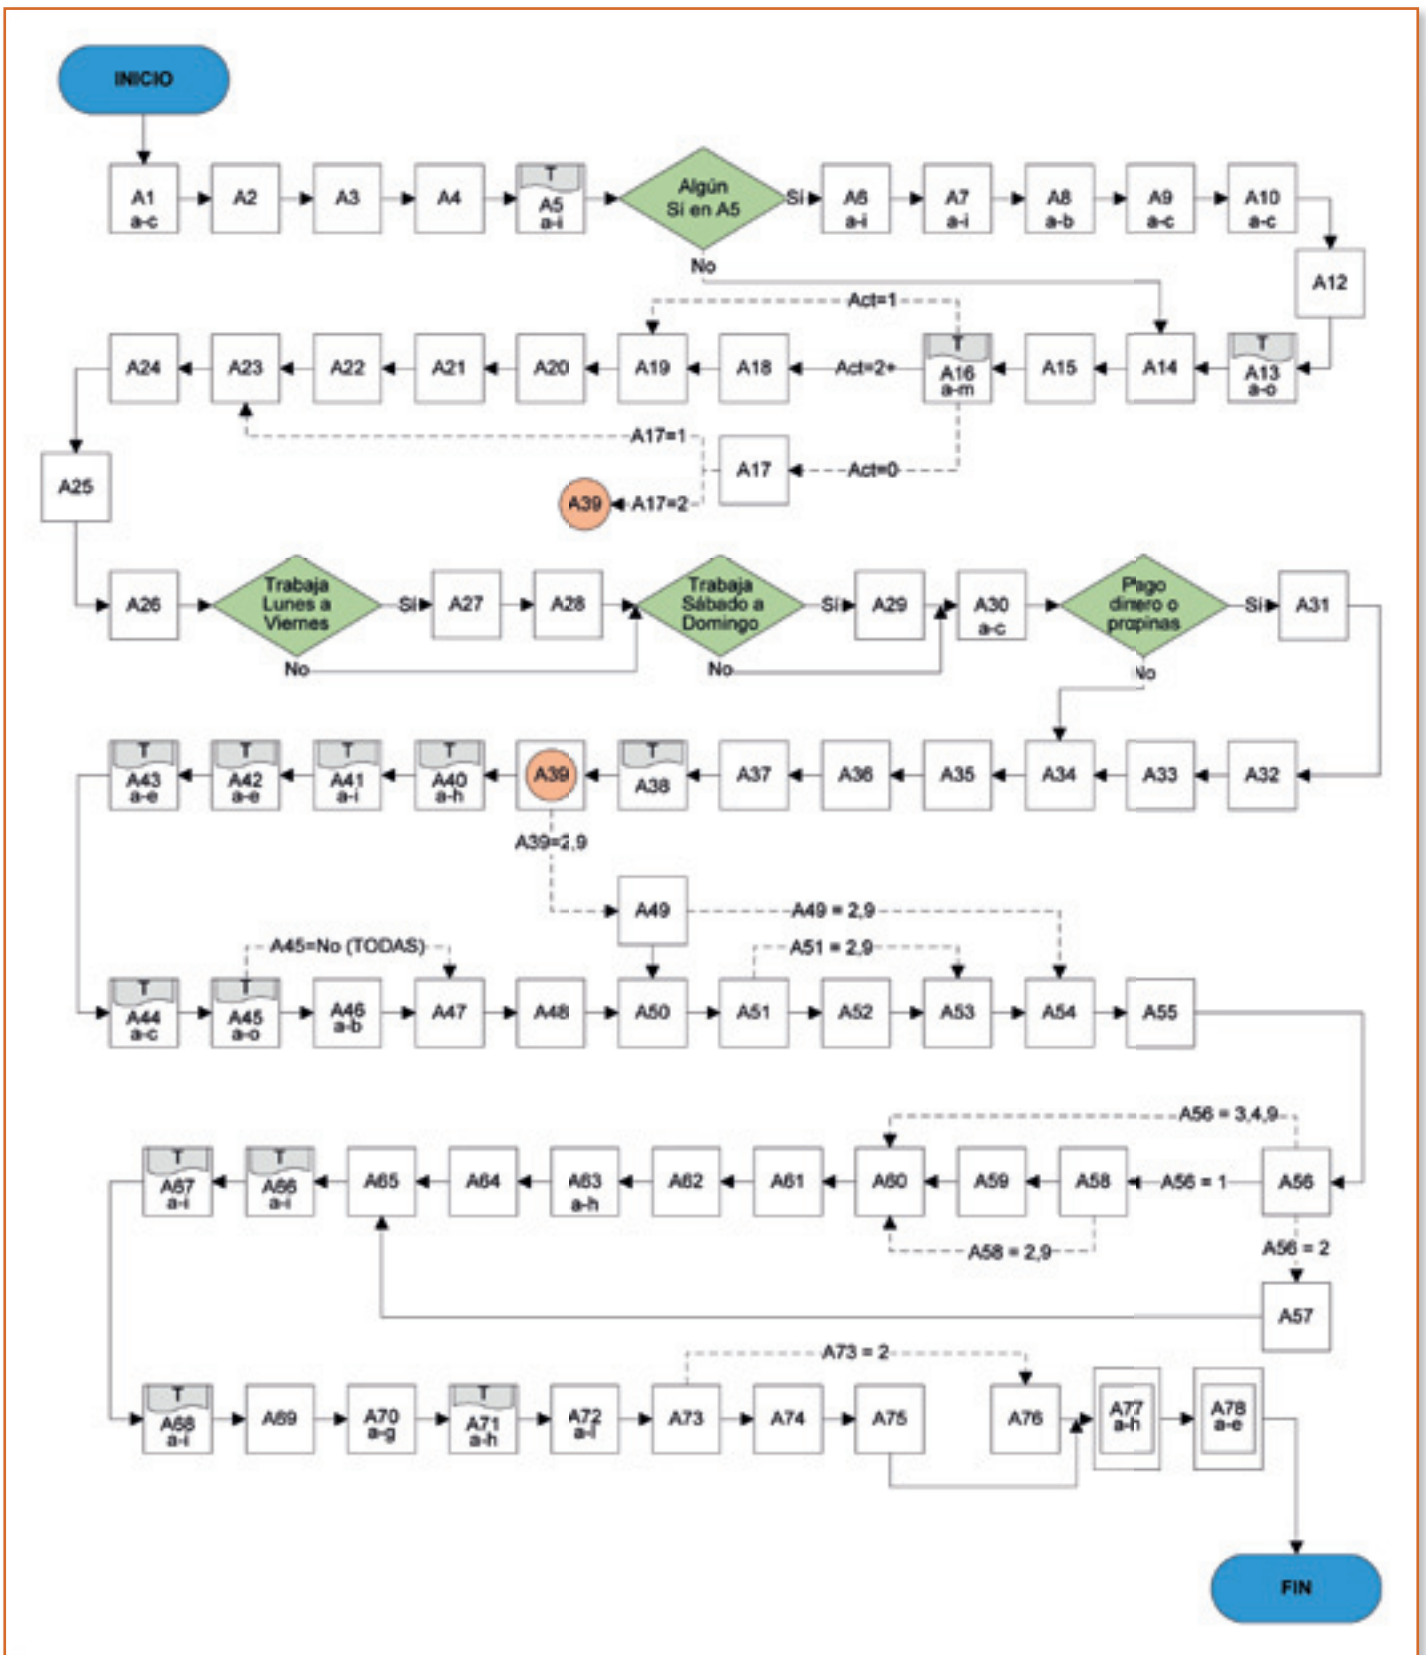 INICIO
A1
a-c
A2
A3
A4
T
A5
a-i
Algún
Sí en A5
Sí
A6
a-i
A7
a-i
A8
a-b
A9
a-c
A10
a-c
No
A12
Act=1
A24
A23
A22
A21
A20
A19
A18
Act=2+
T
A16
a-m
A15
A14
T
A13
a-o
A17=1
A17
Act=0
A25
A39
A17=2
A26
Trabaja
Lunes a
Viernes
Sí
A27
A28
Trabaja
Sábado a
Domingo
Sí
A29
A30
a-c
Pago
dinero o
propinas
Sí
A31
No
No
No
T
A43
a-e
T
A42
a-e
T
A41
a-i
T
A40
a-h
A39
T
A38
A37
A36
A35
A34
A33
A32
A39=2,9
A49
A49 = 2,9
A45=No (TODAS)
A51 = 2,9
T
A44
a-c
T
A45
a-o
A46
a-b
A47
A48
A50
A51
A52
A53
A54
A55
A56 = 3,4,9
T
A67
a-i
T
A66
a-i
A65
A64
A63
a-h
A62
A61
A60
A59
A58
A56 = 1
A56
A58 = 2,9
A56 = 2
A57
A73 = 2
T
A68
a-i
A69
A70
a-g
T
A71
a-h
A72
A73
A74
A75
A76
A77
a-h
A78
a-e
FIN